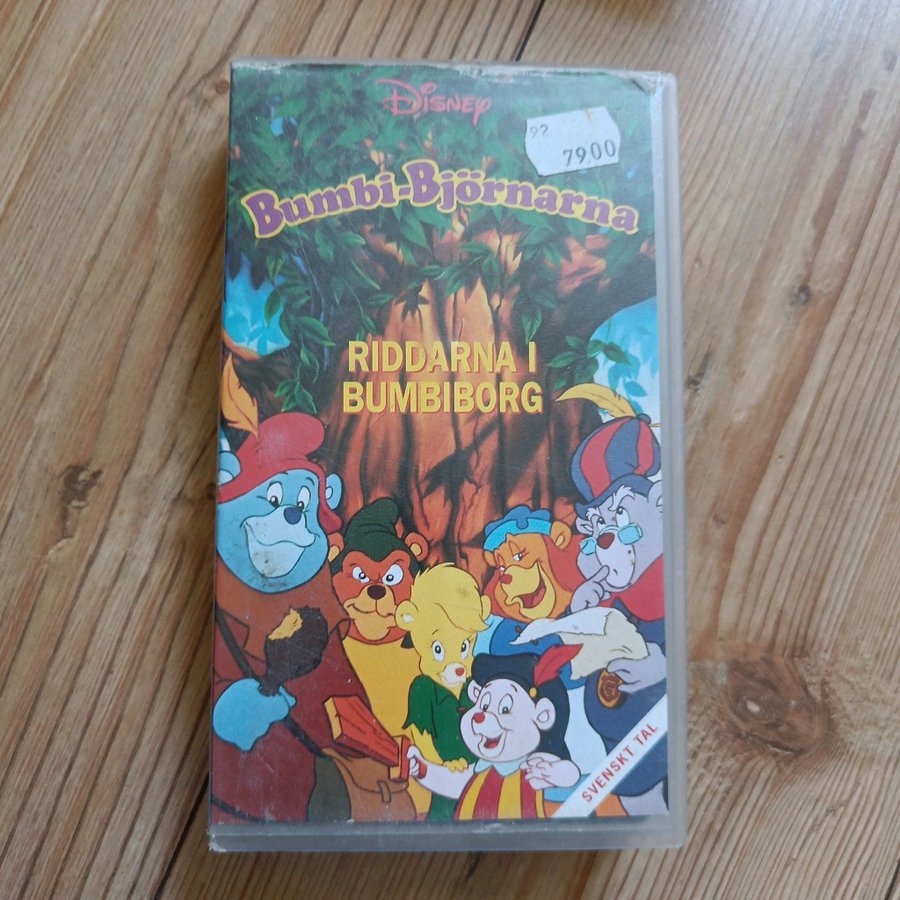 Disney
92
79.00
Bumbi-Björnarna
RIDDARNA I
BUMBIBORG
G
SVENSKT TAL